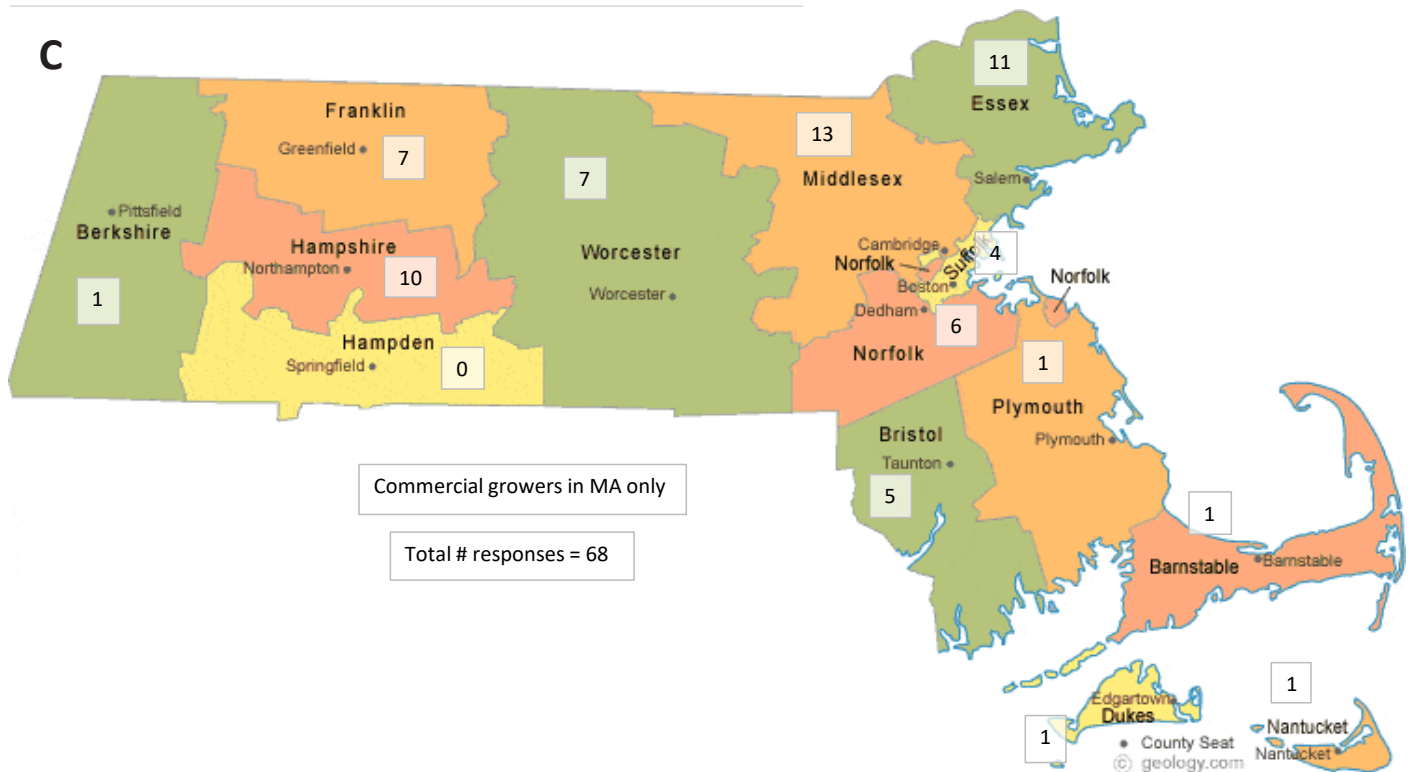 C
11
Essex
Franklin
Greenfield
7
13
Middlesex
7
Salem
Pittsfield
Berkshire
Hampshire
Northampton
10
Worcester
Worcester
Cambridge
Norfolk
Suffolk
4
Boston
Norfolk
1
Dedham
6
Norfolk
Hampden
Springfield
0
1
Plymouth
Plymouth
Bristol
Taunton
5
Commercial growers in MA only
Total # responses = 68
1
Barnstable
Barnstable
1
Edgartown
Dukes
1
Nantucket
Nantucket
County Seat
© geology.com